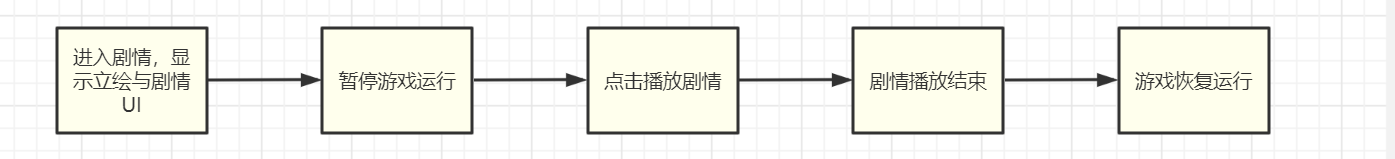 进入剧情，显
示立绘与剧情
UI
暂停游戏运行
点击播放剧情
剧情播放结束
游戏恢复运行